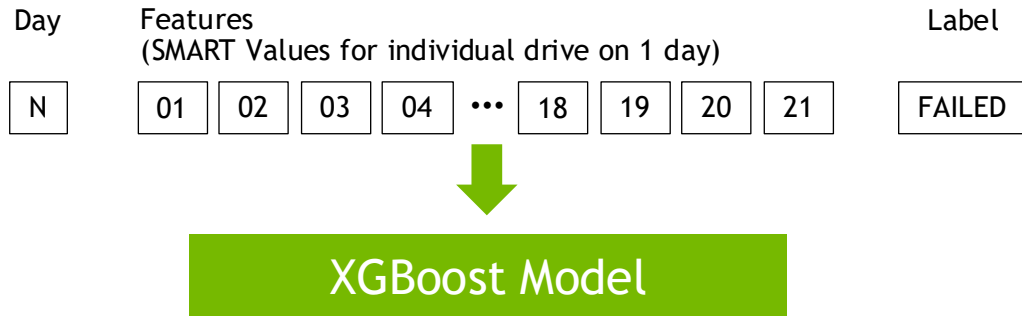 Day Features Label
(SMART Values for individual drive on 1 day)
N 01 02 03 04 ••• 18 19 20 21 FAILED
XGBoost Model